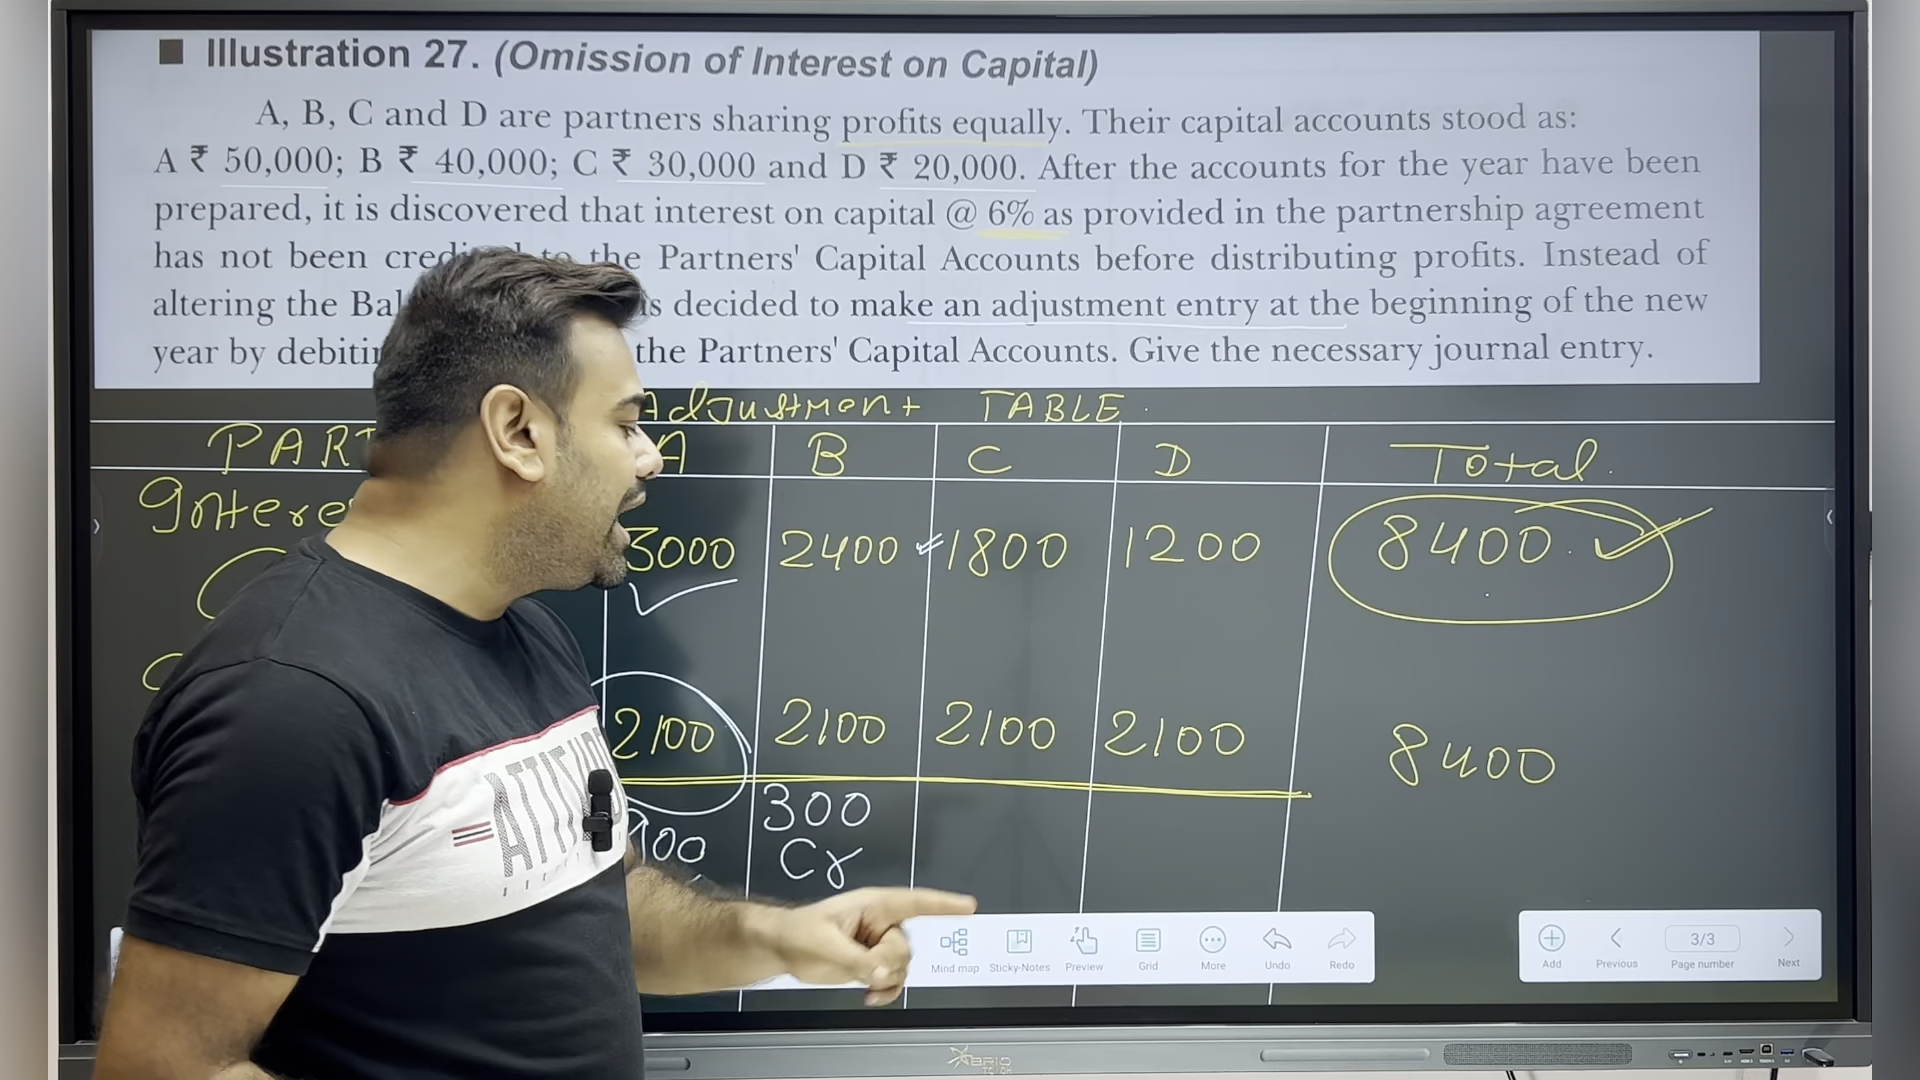 ■ Illustration 27. (Omission of Interest on Capital)
A, B, C and D are partners sharing profits equally. Their capital accounts stood as:
A ₹ 50,000; B ₹ 40,000; C ₹ 30,000 and D ₹ 20,000. After the accounts for the year have been
prepared, it is discovered that interest on capital @ 6% as provided in the partnership agreement
has not been the Partners' Capital Accounts before distributing profits. Instead of
altering the decided to make an adjustment entry at the beginning of the new
year by the Partners' Capital Accounts. Give the necessary journal entry.
Adjustment TABLE
A B C D Total
3000 2400 1800 1200 8400
2100 2100 2100 2100 8400
300
Cr
Mind map Sticky-Notes Preview Grid More Undo Redo
Add Previous 3/3 Page number Next